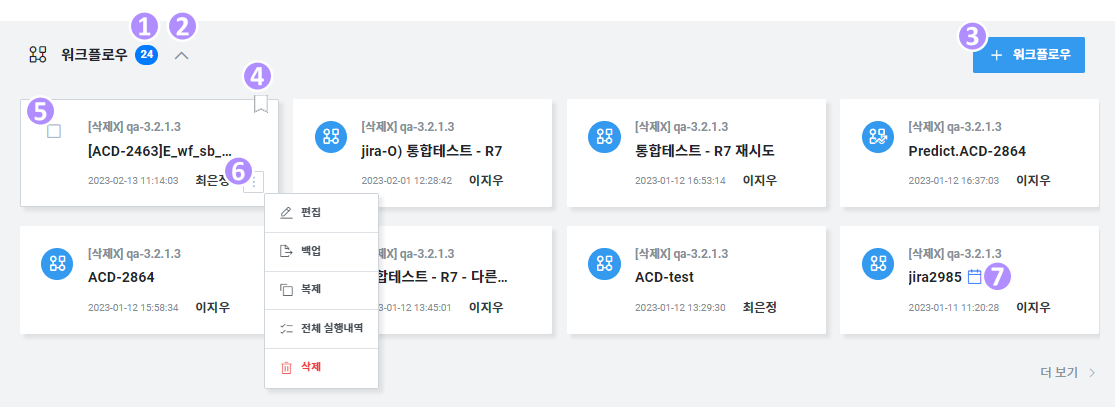 1 2
워크플로우 24
3
+ 워크플로우
4
5
[삭제X] qa-3.2.1.3
[ACD-2463]E_wf_sb_...
2023-02-13 11:14:03 최은정
6
[삭제X] qa-3.2.1.3
jira-O) 통합테스트 - R7
2023-02-01 12:28:42 이지우
[삭제X] qa-3.2.1.3
통합테스트 - R7 재시도
2023-01-12 16:53:14 이지우
[삭제X] qa-3.2.1.3
Predict.ACD-2864
2023-01-12 16:37:03 이지우
편집
백업
복제
전체 실행내역
삭제
[삭제X] qa-3.2.1.3
ACD-2864
2023-01-12 15:58:34 이지우
X] qa-3.2.1.3
합테스트 - R7 - 다른...
-01-12 13:45:01 이지우
[삭제X] qa-3.2.1.3
ACD-test
2023-01-12 13:29:30 최은정
[삭제X] qa-3.2.1.3
jira2985 7
2023-01-11 11:20:28 이지우
더 보기